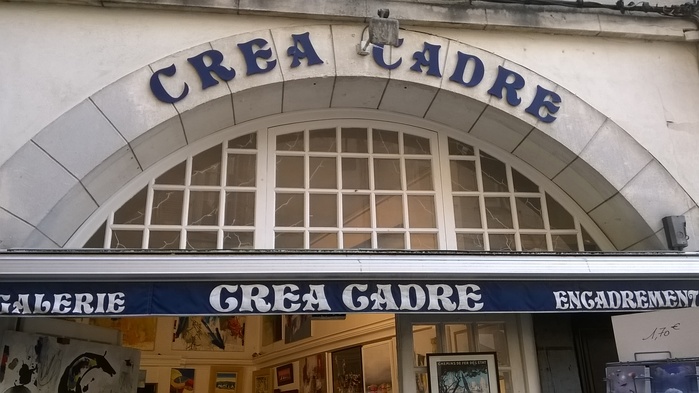 CREA CADRE
GALERIE CREA CADRE ENCADREMENT
1,70 €